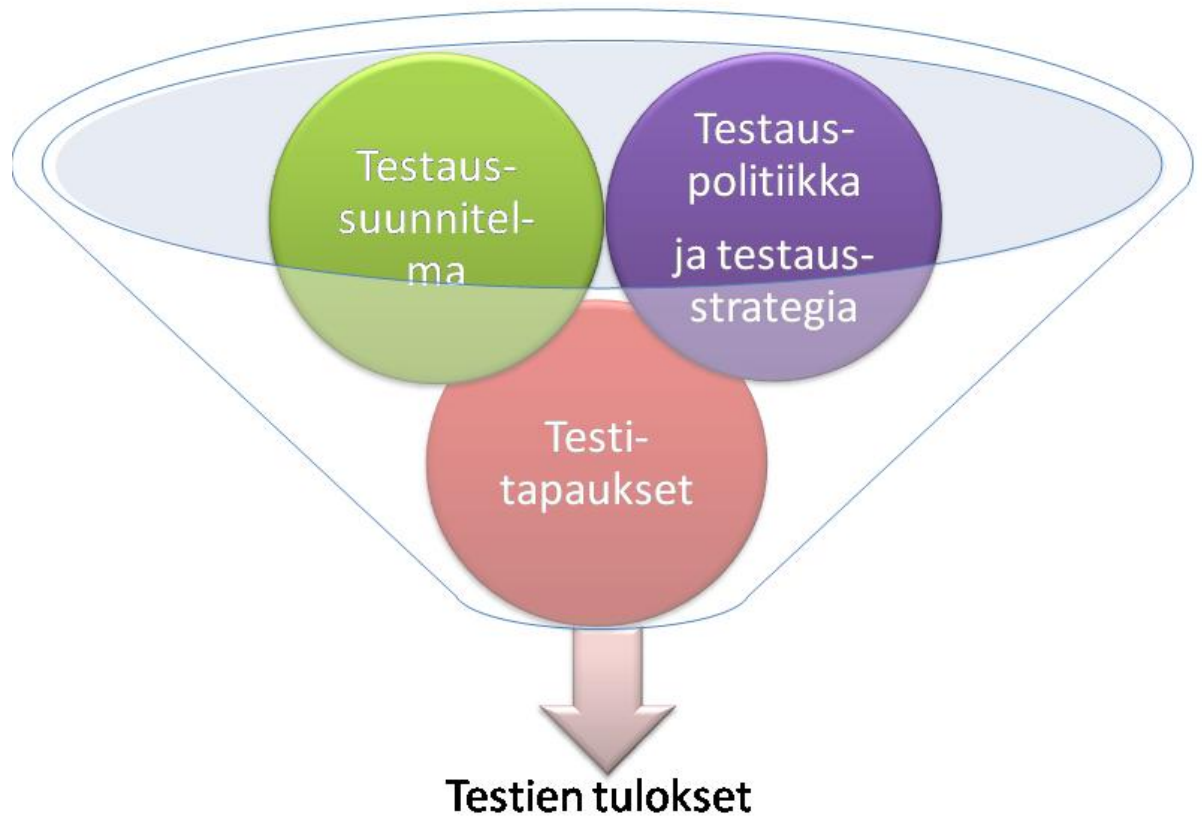 Testaus-
suunnitel-
ma
Testaus-
politiikka
ja testaus-
strategia
Testi-
tapaukset
Testien tulokset